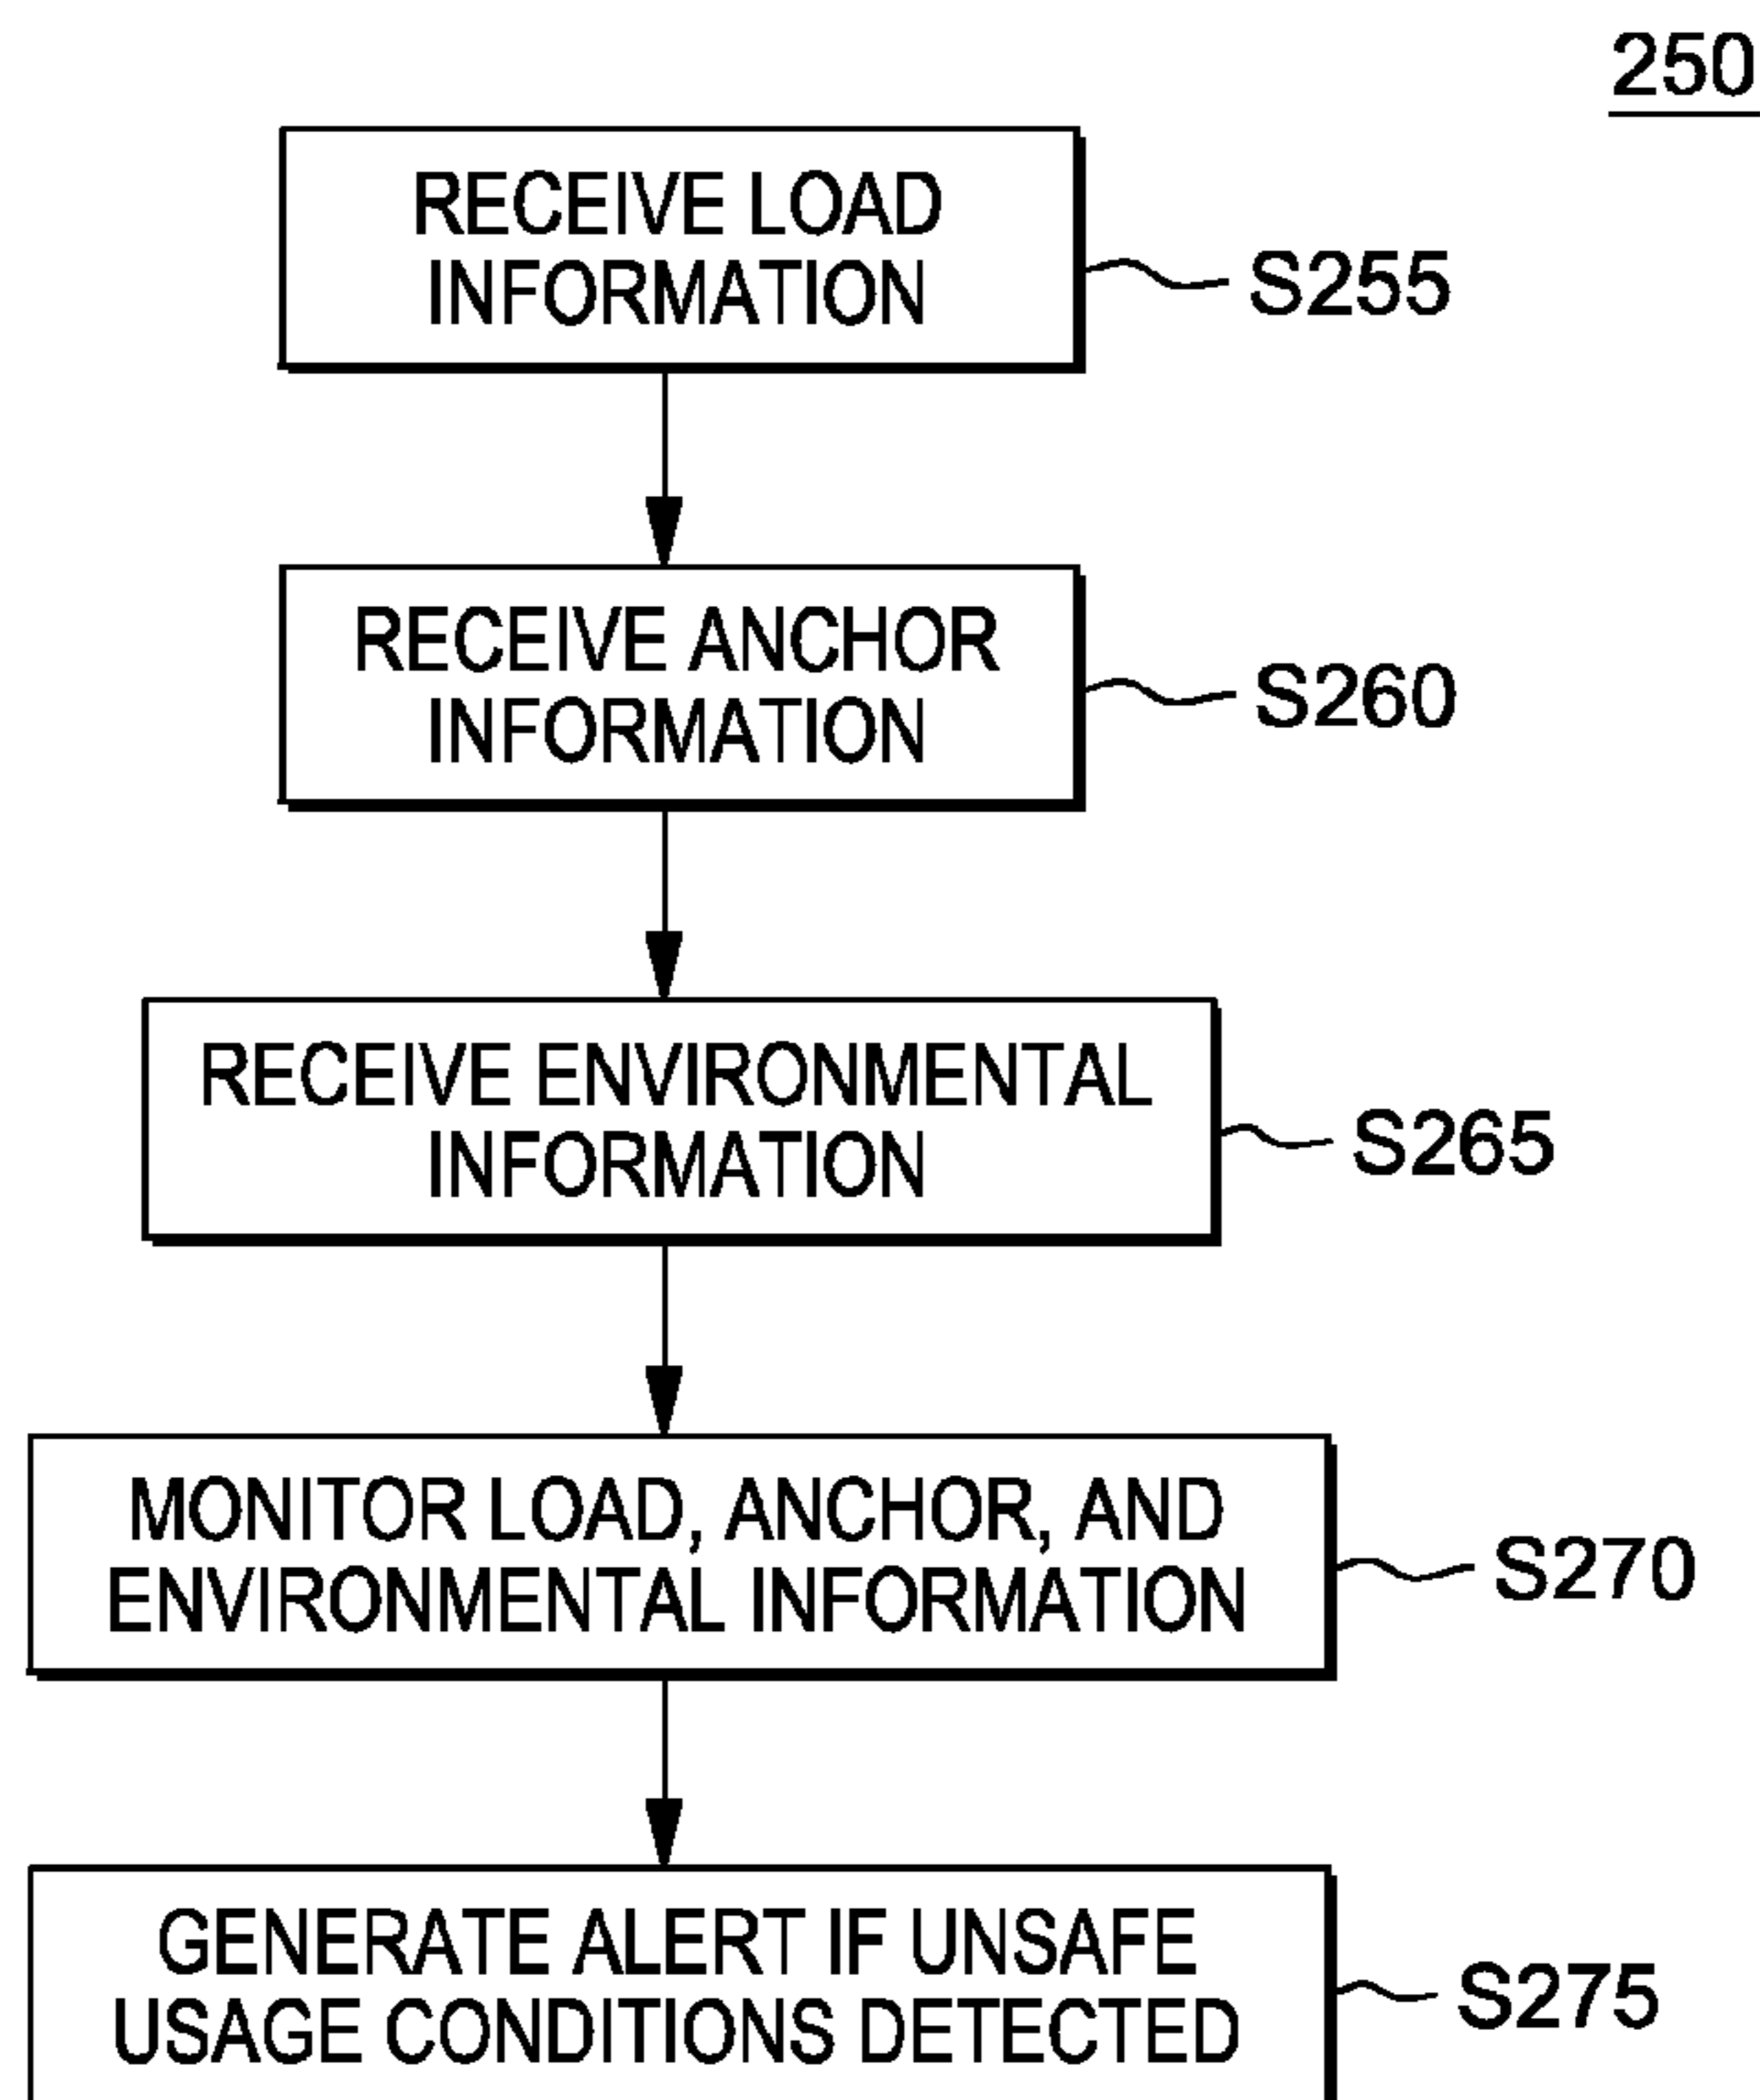 250
RECEIVE LOAD
INFORMATION
S255
RECEIVE ANCHOR
INFORMATION
S260
RECEIVE ENVIRONMENTAL
INFORMATION
S265
MONITOR LOAD, ANCHOR, AND
ENVIRONMENTAL INFORMATION
S270
GENERATE ALERT IF UNSAFE
USAGE CONDITIONS DETECTED
S275